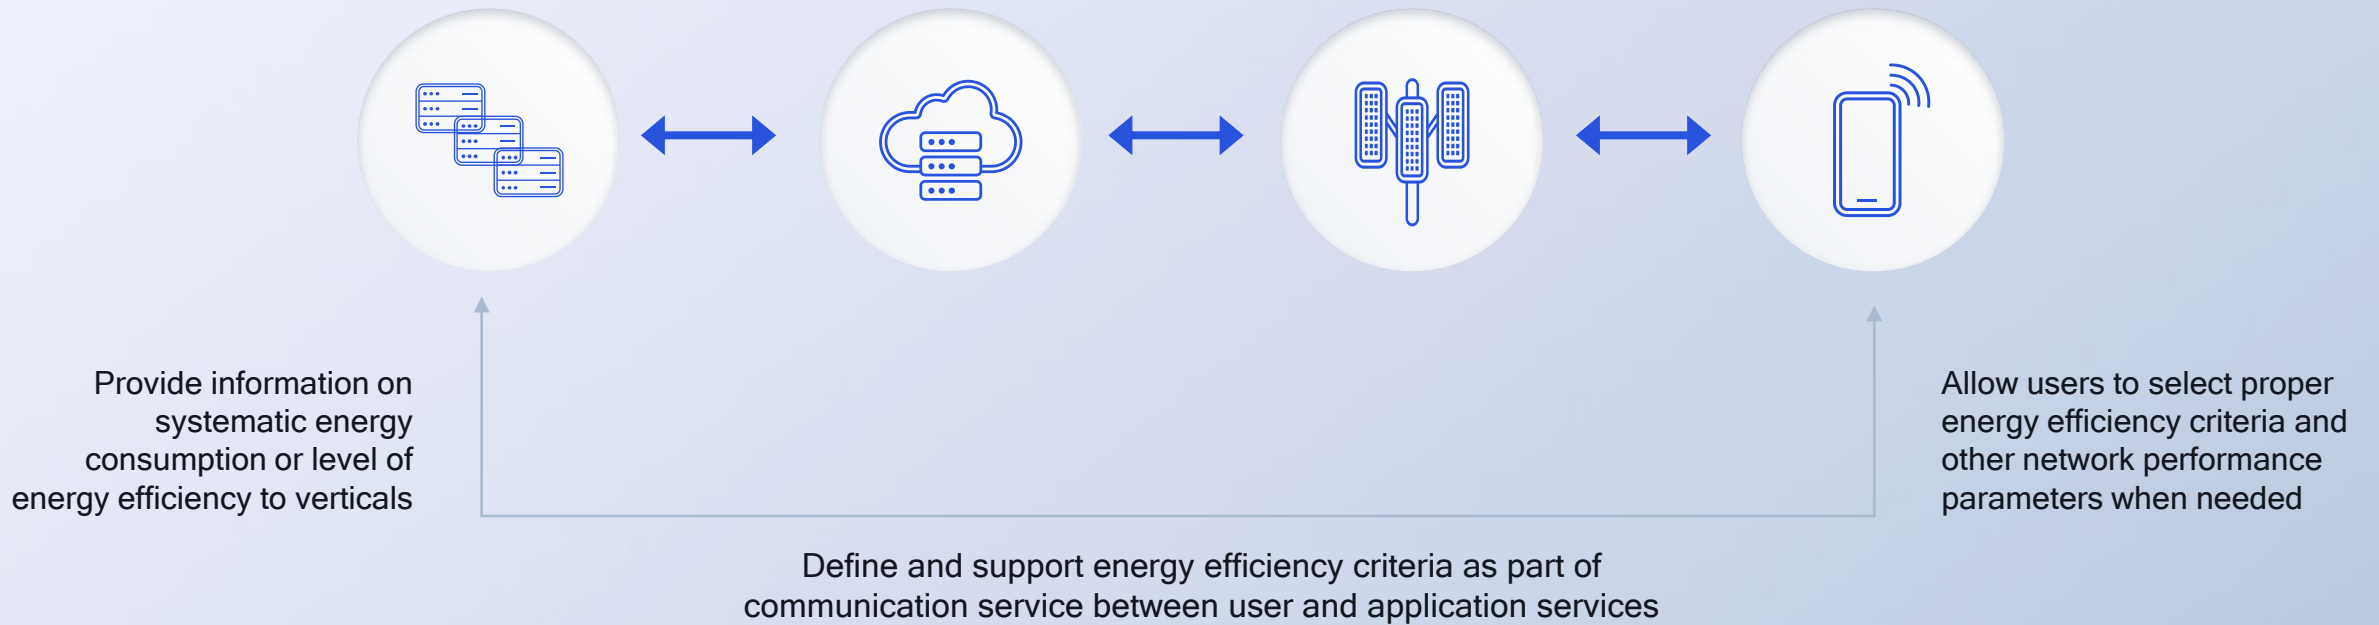 Provide information on
systematic energy
consumption or level of
energy efficiency to verticals
Allow users to select proper
energy efficiency criteria and
other network performance
parameters when needed
Define and support energy efficiency criteria as part of
communication service between user and application services